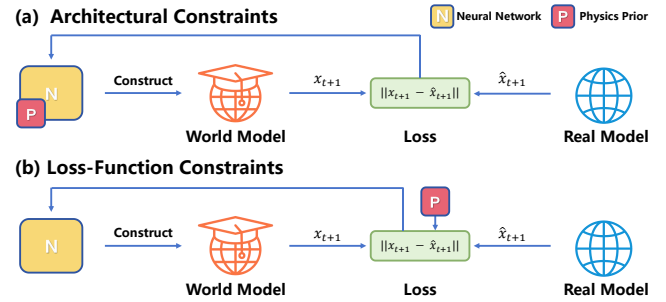 (a) Architectural Constraints
N Neural Network P Physics Prior
N
P
Construct
World Model
x_{t+1}
||x_{t+1} − x̂_{t+1}||
Loss
x̂_{t+1}
Real Model
(b) Loss-Function Constraints
N
Construct
World Model
x_{t+1}
P
||x_{t+1} − x̂_{t+1}||
Loss
x̂_{t+1}
Real Model